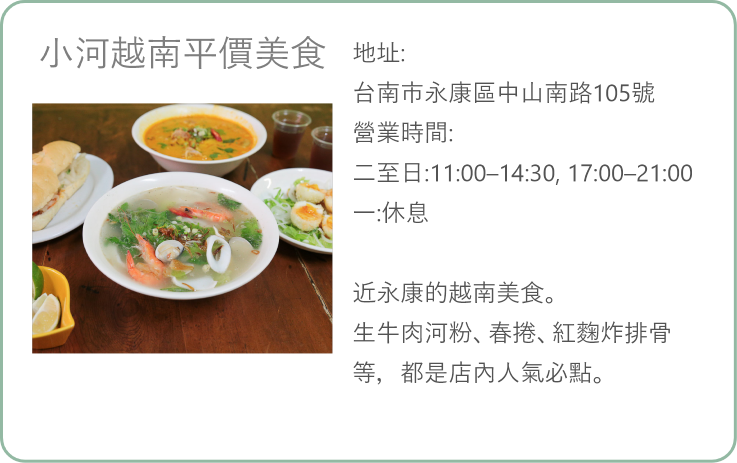 小河越南平價美食
地址:
台南市永康區中山南路105號
營業時間:
二至日:11:00–14:30, 17:00–21:00
一:休息
近永康的越南美食。
生牛肉河粉、春捲、紅麴炸排骨
等，都是店內人氣必點。